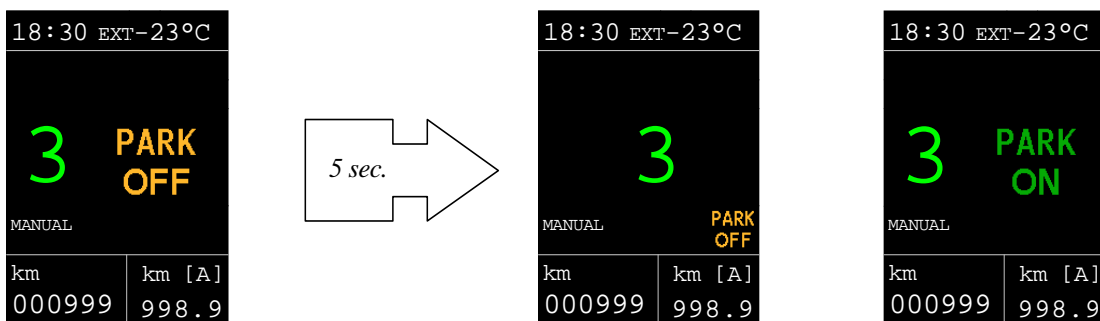 18:30 EXT-23°C
3 PARK
OFF
MANUAL
km km [A]
000999 998.9
5 sec.
18:30 EXT-23°C
3
MANUAL PARK
OFF
km km [A]
000999 998.9
18:30 EXT-23°C
3 PARK
ON
MANUAL
km km [A]
000999 998.9